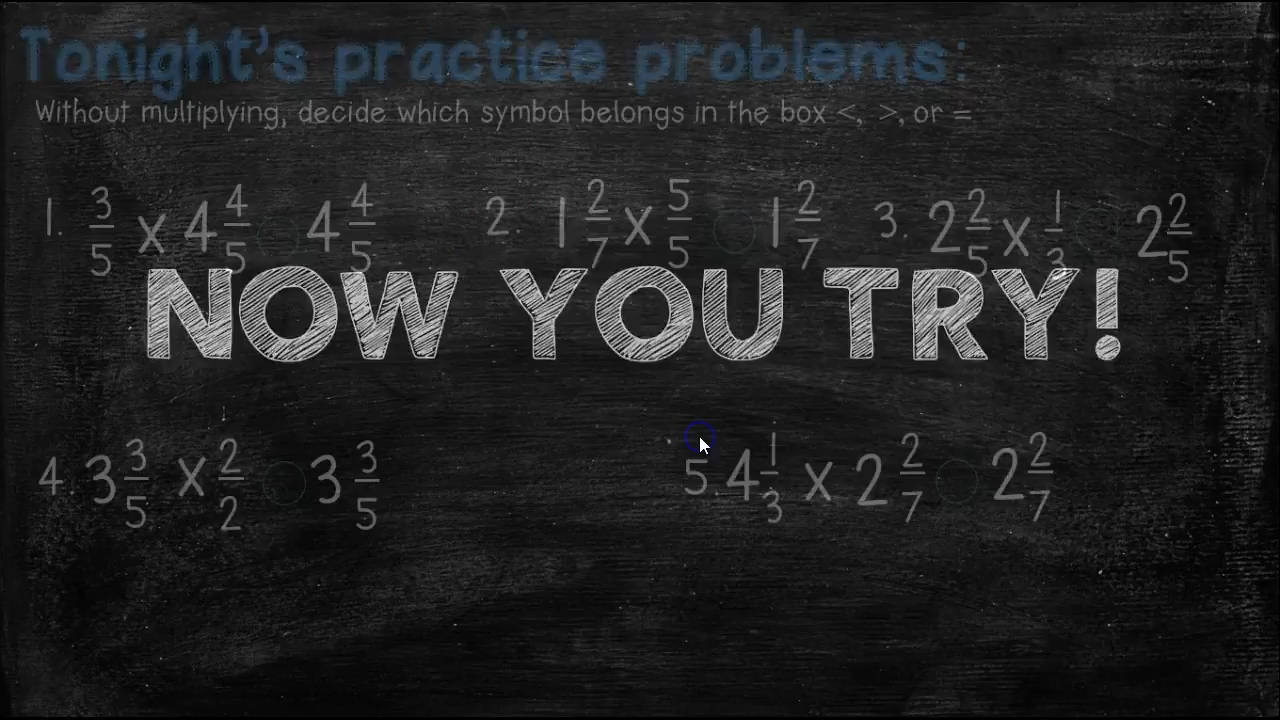 Tonight's practice problems:
Without multiplying, decide which symbol belongs in the box <, >, or =
1. 3/5 x 4 4/5 ○ 4 4/5
2. 1 2/7 x 5/5 ○ 1 2/7
3. 2 2/5 x 1/3 ○ 2 2/5
NOW YOU TRY!
4. 3 3/5 x 2/2 ○ 3 3/5
5. 4 1/3 x 2 2/7 ○ 2 2/7